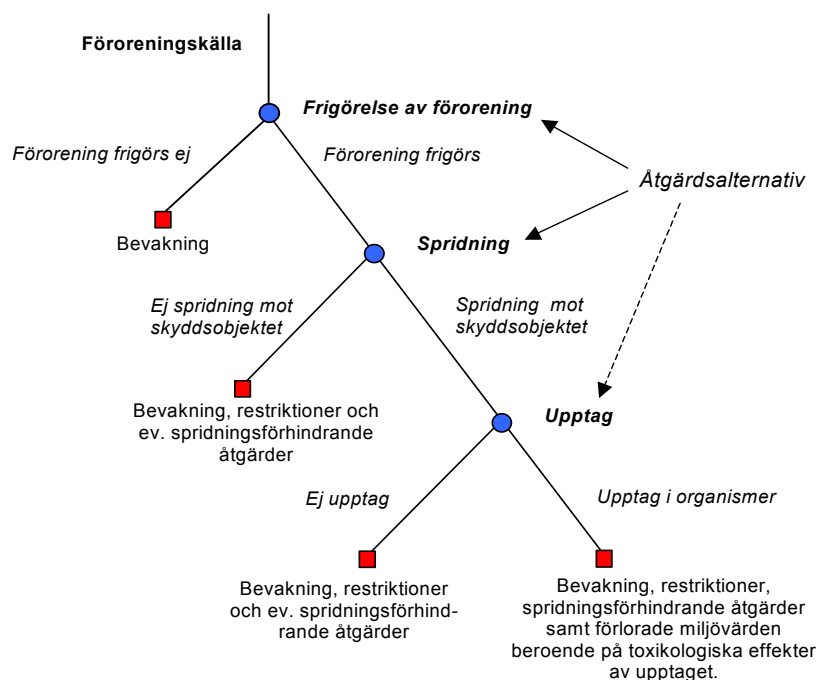 Föroreningskälla
Frigörelse av förorening
Förorening frigörs ej
Förorening frigörs
Åtgärdsalternativ
Bevakning
Spridning
Ej spridning mot
skyddsobjektet
Spridning mot
skyddsobjektet
Bevakning, restriktioner och
ev. spridningsförhindrande
åtgärder
Upptag
Ej upptag
Upptag i organismer
Bevakning, restriktioner
och ev. spridningsförhind-
rande åtgärder
Bevakning, restriktioner,
spridningsförhindrande åtgärder
samt förlorade miljövärden
beroende på toxikologiska effekter
av upptaget.